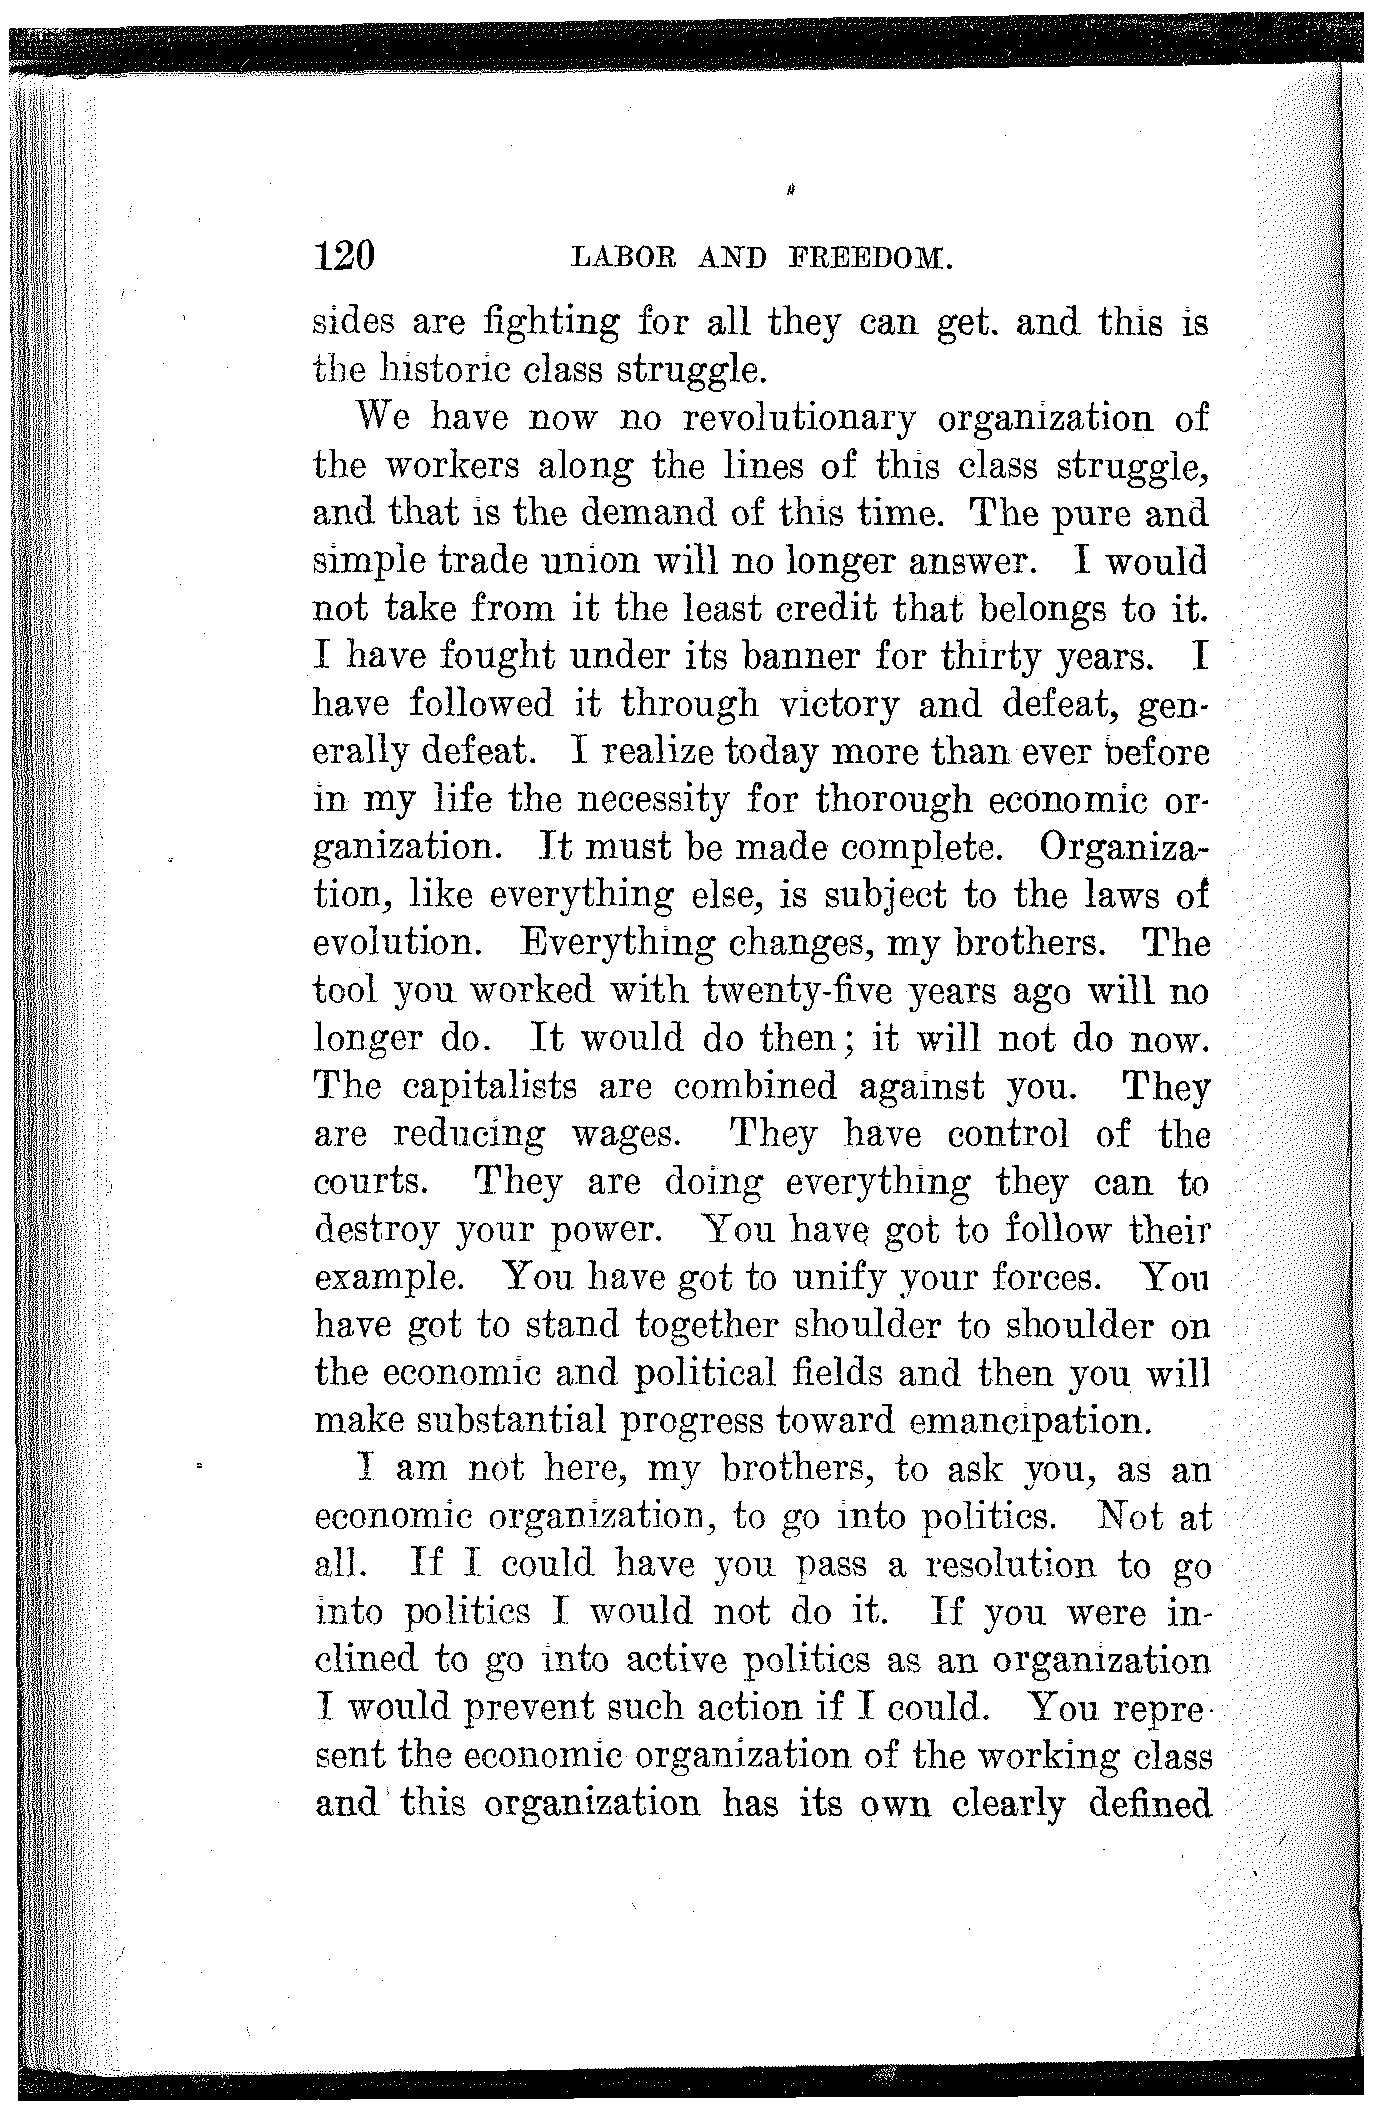 120 LABOR AND FREEDOM.
sides are fighting for all they can get. and this is
the historic class struggle.
We have now no revolutionary organization of
the workers along the lines of this class struggle,
and that is the demand of this time. The pure and
simple trade union will no longer answer. I would
not take from it the least credit that belongs to it.
I have fought under its banner for thirty years. I
have followed it through victory and defeat, gen-
erally defeat. I realize today more than ever before
in my life the necessity for thorough economic or-
ganization. It must be made complete. Organiza-
tion, like everything else, is subject to the laws of
evolution. Everything changes, my brothers. The
tool you worked with twenty-five years ago will no
longer do. It would do then; it will not do now.
The capitalists are combined against you. They
are reducing wages. They have control of the
courts. They are doing everything they can to
destroy your power. You have got to follow their
example. You have got to unify your forces. You
have got to stand together shoulder to shoulder on
the economic and political fields and then you will
make substantial progress toward emancipation.
I am not here, my brothers, to ask you, as an
economic organization, to go into politics. Not at
all. If I could have you pass a resolution to go
into politics I would not do it. If you were in-
clined to go into active politics as an organization
I would prevent such action if I could. You repre-
sent the economic organization of the working class
and this organization has its own clearly defined